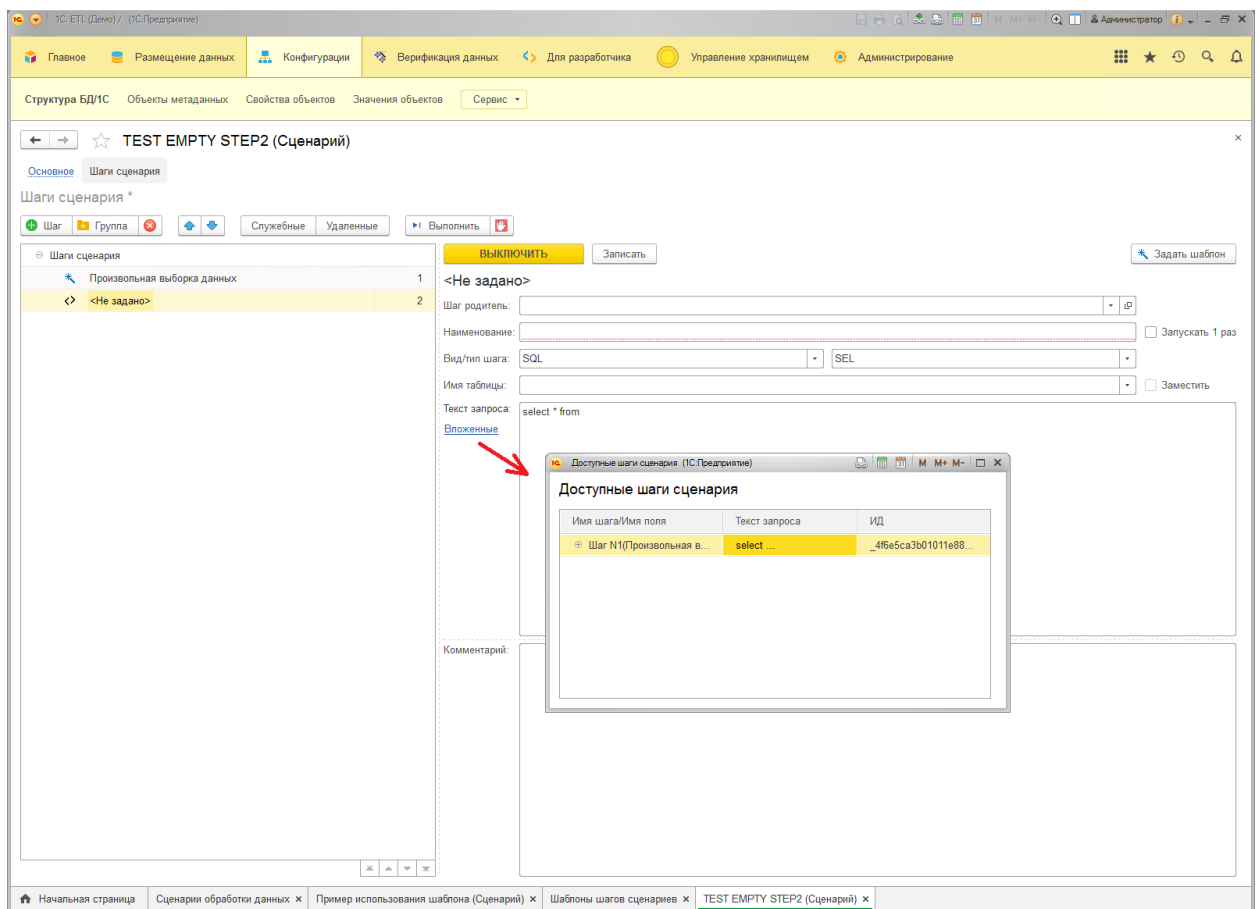 1С: ETL (Демо) / (1С:Предприятие) M M+ M- Администратор
Главное Размещение данных Конфигурации Верификация данных Для разработчика Управление хранилищем Администрирование
Структура БД/1С Объекты метаданных Свойства объектов Значения объектов Сервис
TEST EMPTY STEP2 (Сценарий)
Основное Шаги сценария
Шаги сценария *
Шаг Группа Служебные Удаленные Выполнить
Шаги сценария
Произвольная выборка данных 1
<Не задано> 2
ВЫКЛЮЧИТЬ Записать Задать шаблон
<Не задано>
Шаг родитель:
Наименование: Запускать 1 раз
Вид/тип шага: SQL SEL
Имя таблицы: Заместить
Текст запроса: select * from
Вложенные
Доступные шаги сценария (1С:Предприятие) 31 M M+ M-
Доступные шаги сценария
Имя шага/Имя поля Текст запроса ИД
Шаг N1(Произвольная в... select ... _4f6e5ca3b01011e88...
Комментарий:
Начальная страница Сценарии обработки данных × Пример использования шаблона (Сценарий) × Шаблоны шагов сценариев × TEST EMPTY STEP2 (Сценарий) ×